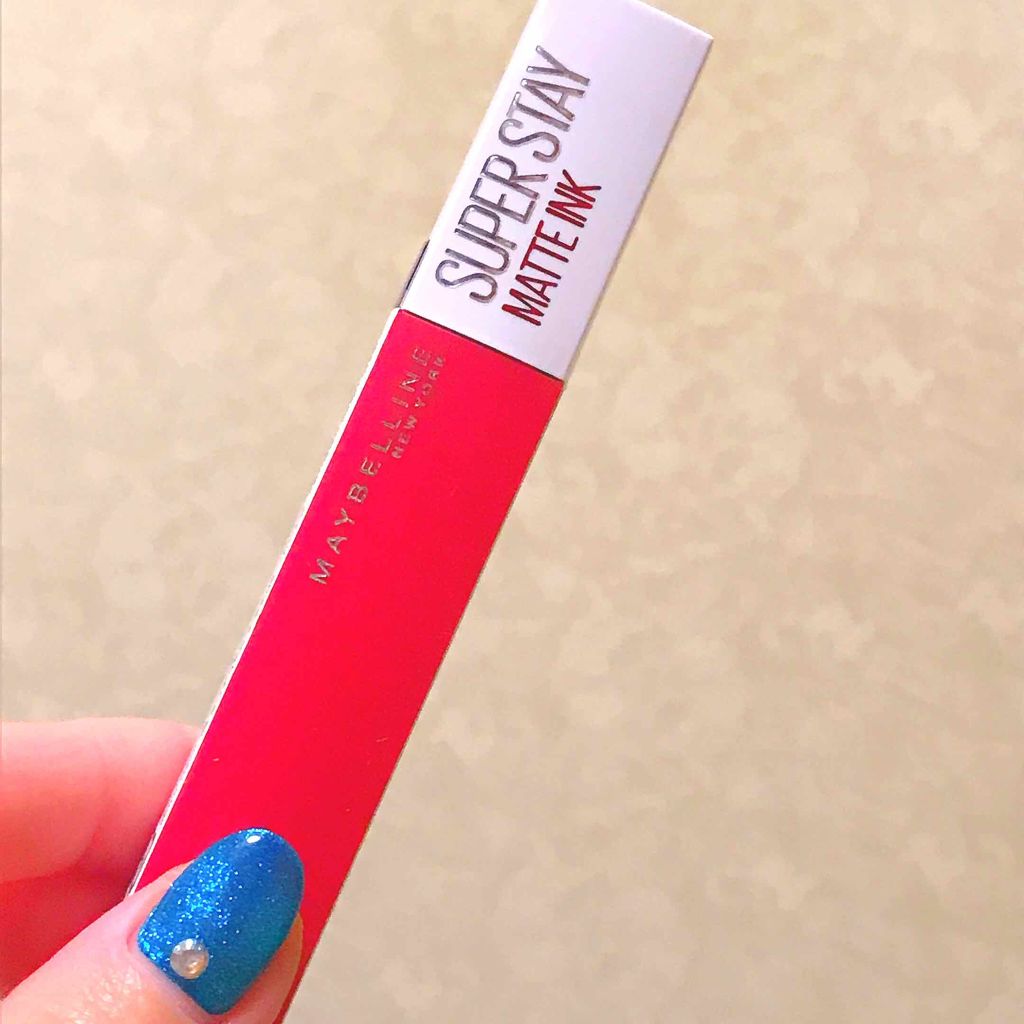 SUPER STAY
MATTE INK
MAYBELLINE
NEW YORK